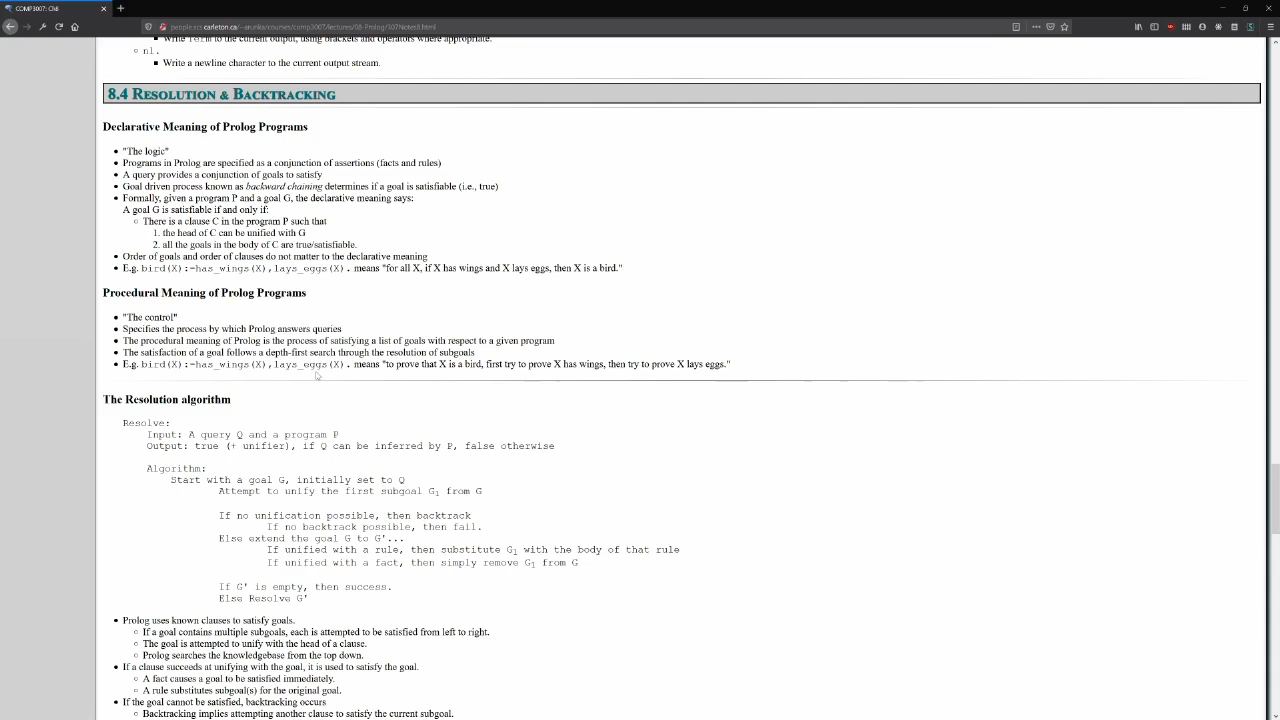 COMP3007: Ch8
people.scs.carleton.ca/~arunka/courses/comp3007/lectures/08-Prolog/307Notes8.html
Write term to the current output, using brackets and operators where appropriate.
nl.
Write a newline character to the current output stream.
8.4 RESOLUTION & BACKTRACKING
Declarative Meaning of Prolog Programs
"The logic"
Programs in Prolog are specified as a conjunction of assertions (facts and rules)
A query provides a conjunction of goals to satisfy
Goal driven process known as backward chaining determines if a goal is satisfiable (i.e., true)
Formally, given a program P and a goal G, the declarative meaning says:
A goal G is satisfiable if and only if:
There is a clause C in the program P such that
1. the head of C can be unified with G
2. all the goals in the body of C are true/satisfiable.
Order of goals and order of clauses do not matter to the declarative meaning
E.g. bird(X):-has_wings(X),lays_eggs(X). means "for all X, if X has wings and X lays eggs, then X is a bird."
Procedural Meaning of Prolog Programs
"The control"
Specifies the process by which Prolog answers queries
The procedural meaning of Prolog is the process of satisfying a list of goals with respect to a given program
The satisfaction of a goal follows a depth-first search through the resolution of subgoals
E.g. bird(X):-has_wings(X),lays_eggs(X). means "to prove that X is a bird, first try to prove X has wings, then try to prove X lays eggs."
The Resolution algorithm
Resolve:
Input: A query Q and a program P
Output: true (+ unifier), if Q can be inferred by P, false otherwise
Algorithm:
Start with a goal G, initially set to Q
Attempt to unify the first subgoal G1 from G
If no unification possible, then backtrack
If no backtrack possible, then fail.
Else extend the goal G to G'...
If unified with a rule, then substitute G1 with the body of that rule
If unified with a fact, then simply remove G1 from G
If G' is empty, then success.
Else Resolve G'
Prolog uses known clauses to satisfy goals.
If a goal contains multiple subgoals, each is attempted to be satisfied from left to right.
The goal is attempted to unify with the head of a clause.
Prolog searches the knowledgebase from the top down.
If a clause succeeds at unifying with the goal, it is used to satisfy the goal.
A fact causes a goal to be satisfied immediately.
A rule substitutes subgoal(s) for the original goal.
If the goal cannot be satisfied, backtracking occurs
Backtracking implies attempting another clause to satisfy the current subgoal.